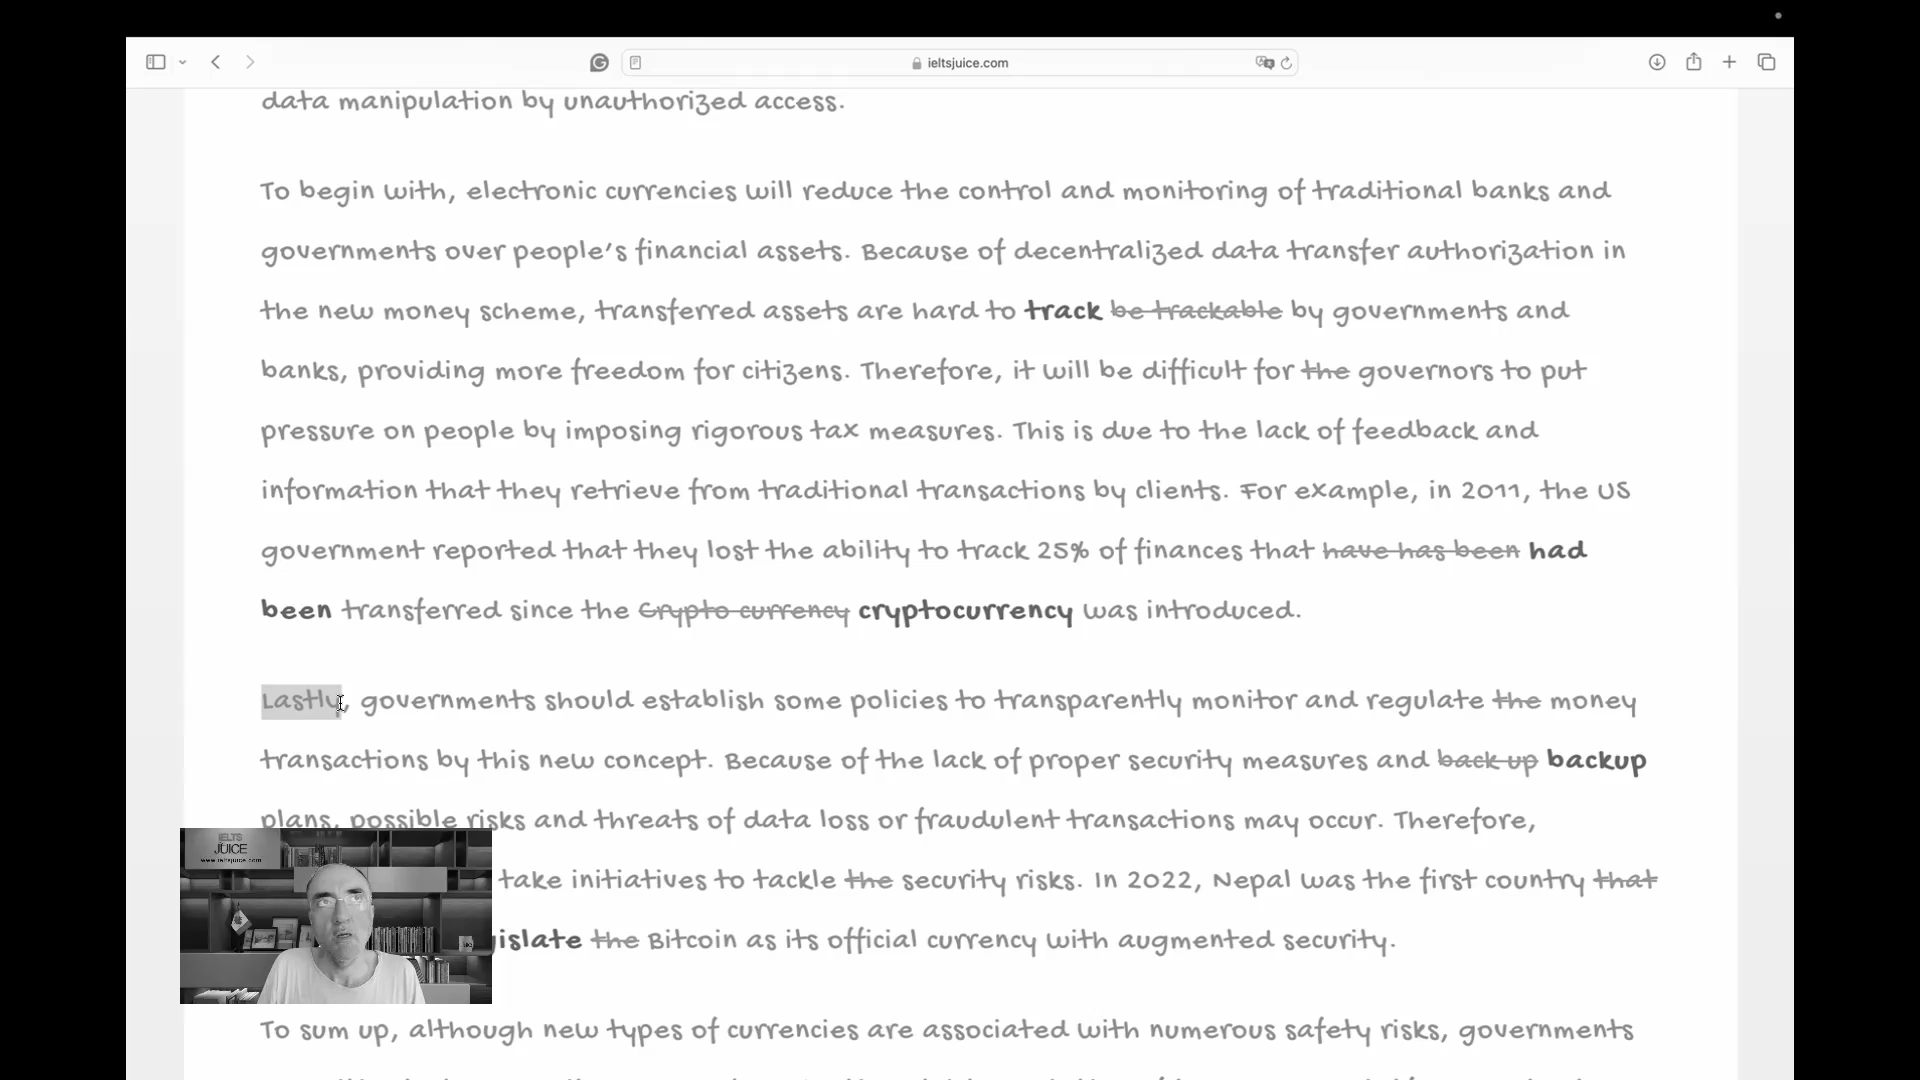 ieltsjuice.com
data manipulation by unauthorized access.
To begin with, electronic currencies will reduce the control and monitoring of traditional banks and
governments over people's financial assets. Because of decentralized data transfer authorization in
the new money scheme, transferred assets are hard to track be trackable by governments and
banks, providing more freedom for citizens. Therefore, it will be difficult for the governors to put
pressure on people by imposing rigorous tax measures. This is due to the lack of feedback and
information that they retrieve from traditional transactions by clients. For example, in 2011, the US
government reported that they lost the ability to track 25% of finances that have has been had
been transferred since the Crypto currency cryptocurrency was introduced.
Lastly, governments should establish some policies to transparently monitor and regulate the money
transactions by this new concept. Because of the lack of proper security measures and back up backup
plans, possible risks and threats of data loss or fraudulent transactions may occur. Therefore,
take initiatives to tackle the security risks. In 2022, Nepal was the first country that
islate the Bitcoin as its official currency with augmented security.
IELTS
JUICE
www.ieltsjuice.com
To sum up, although new types of currencies are associated with numerous safety risks, governments